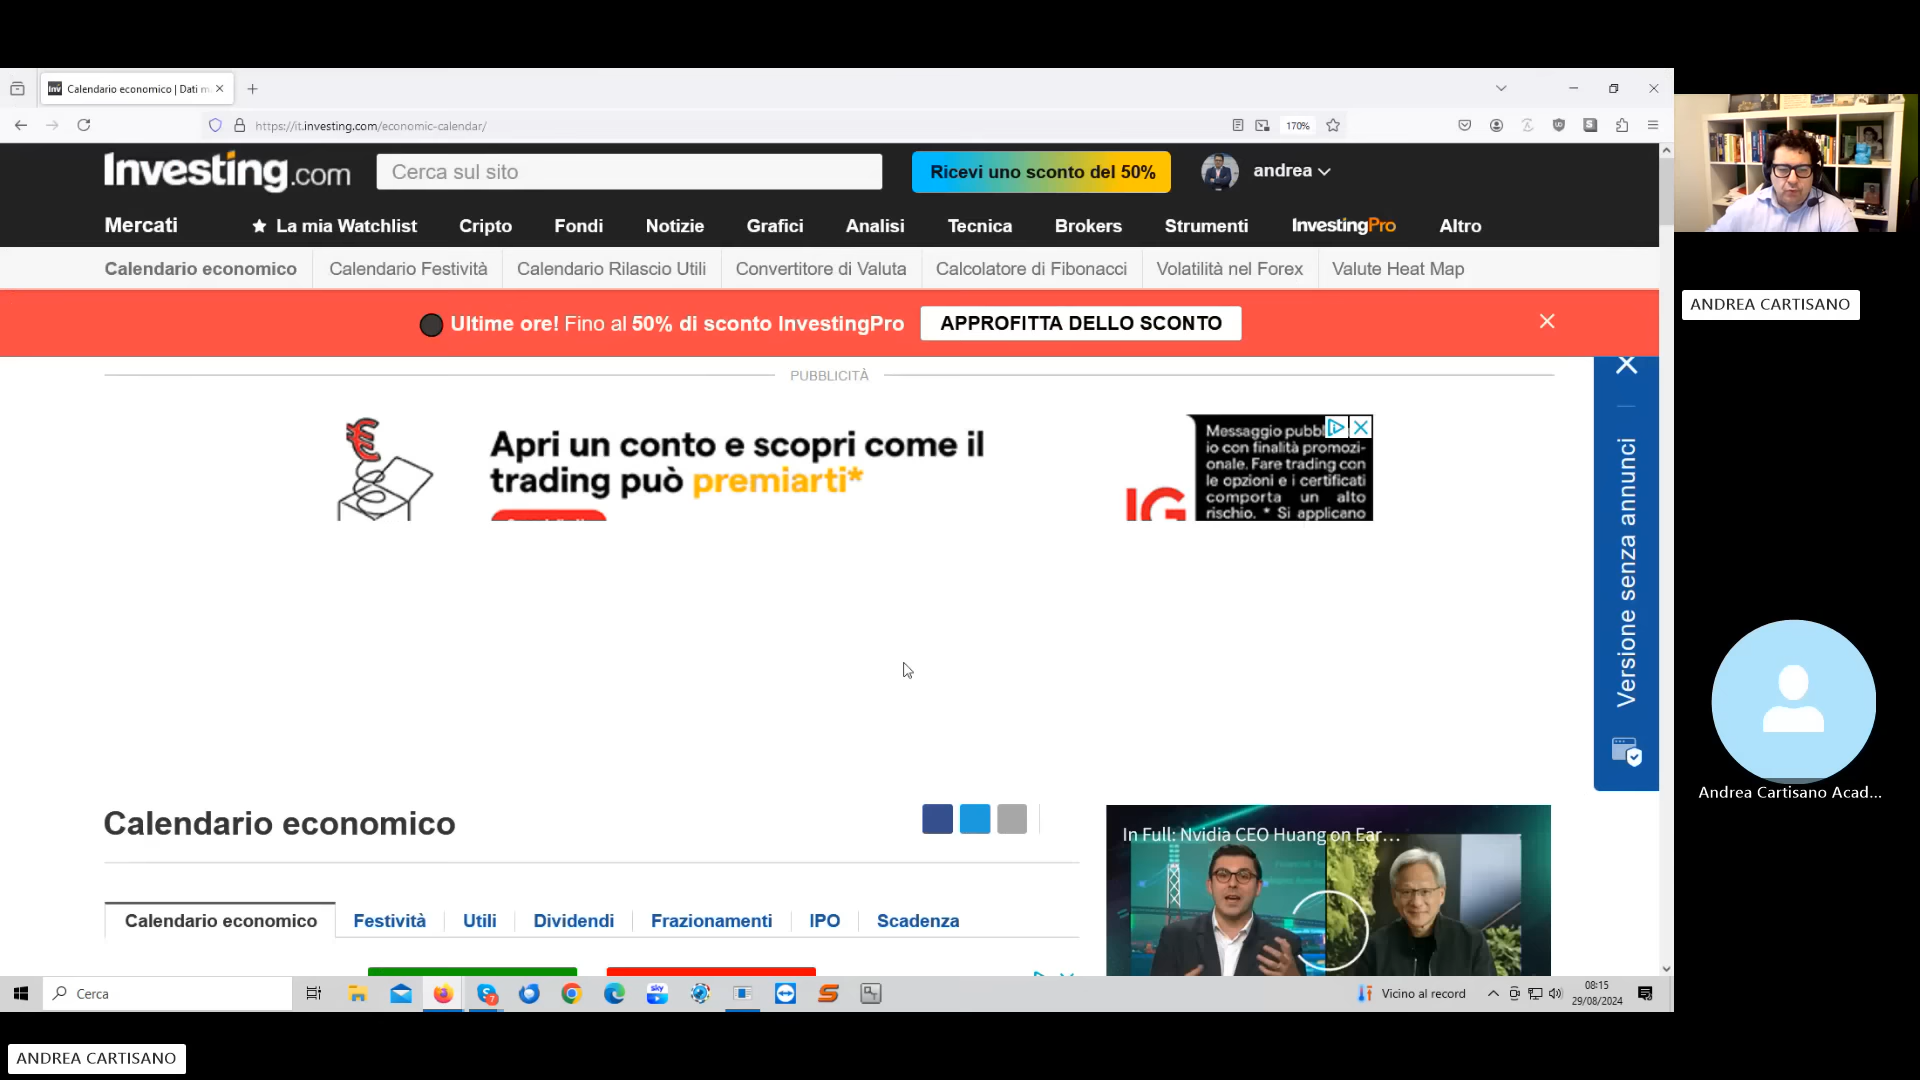 Calendario economico | Dati m
https://it.investing.com/economic-calendar/
170%
Investing.com
Cerca sul sito
Ricevi uno sconto del 50%
andrea
Mercati
La mia Watchlist
Cripto
Fondi
Notizie
Grafici
Analisi
Tecnica
Brokers
Strumenti
InvestingPro
Altro
Calendario economico
Calendario Festività
Calendario Rilascio Utili
Convertitore di Valuta
Calcolatore di Fibonacci
Volatilità nel Forex
Valute Heat Map
Ultime ore! Fino al 50% di sconto InvestingPro
APPROFITTA DELLO SCONTO
PUBBLICITÀ
Apri un conto e scopri come il
trading può premiarti*
IG
Messaggio pubbl
io con finalità promozi-
onale. Fare trading con
le opzioni e i certificati
comporta un alto
rischio. * Si applicano
Versione senza annunci
Calendario economico
In Full: Nvidia CEO Huang on Ear…
Calendario economico
Festività
Utili
Dividendi
Frazionamenti
IPO
Scadenza
Cerca
Vicino al record
08:15
29/08/2024
ANDREA CARTISANO
Andrea Cartisano Acad...
ANDREA CARTISANO